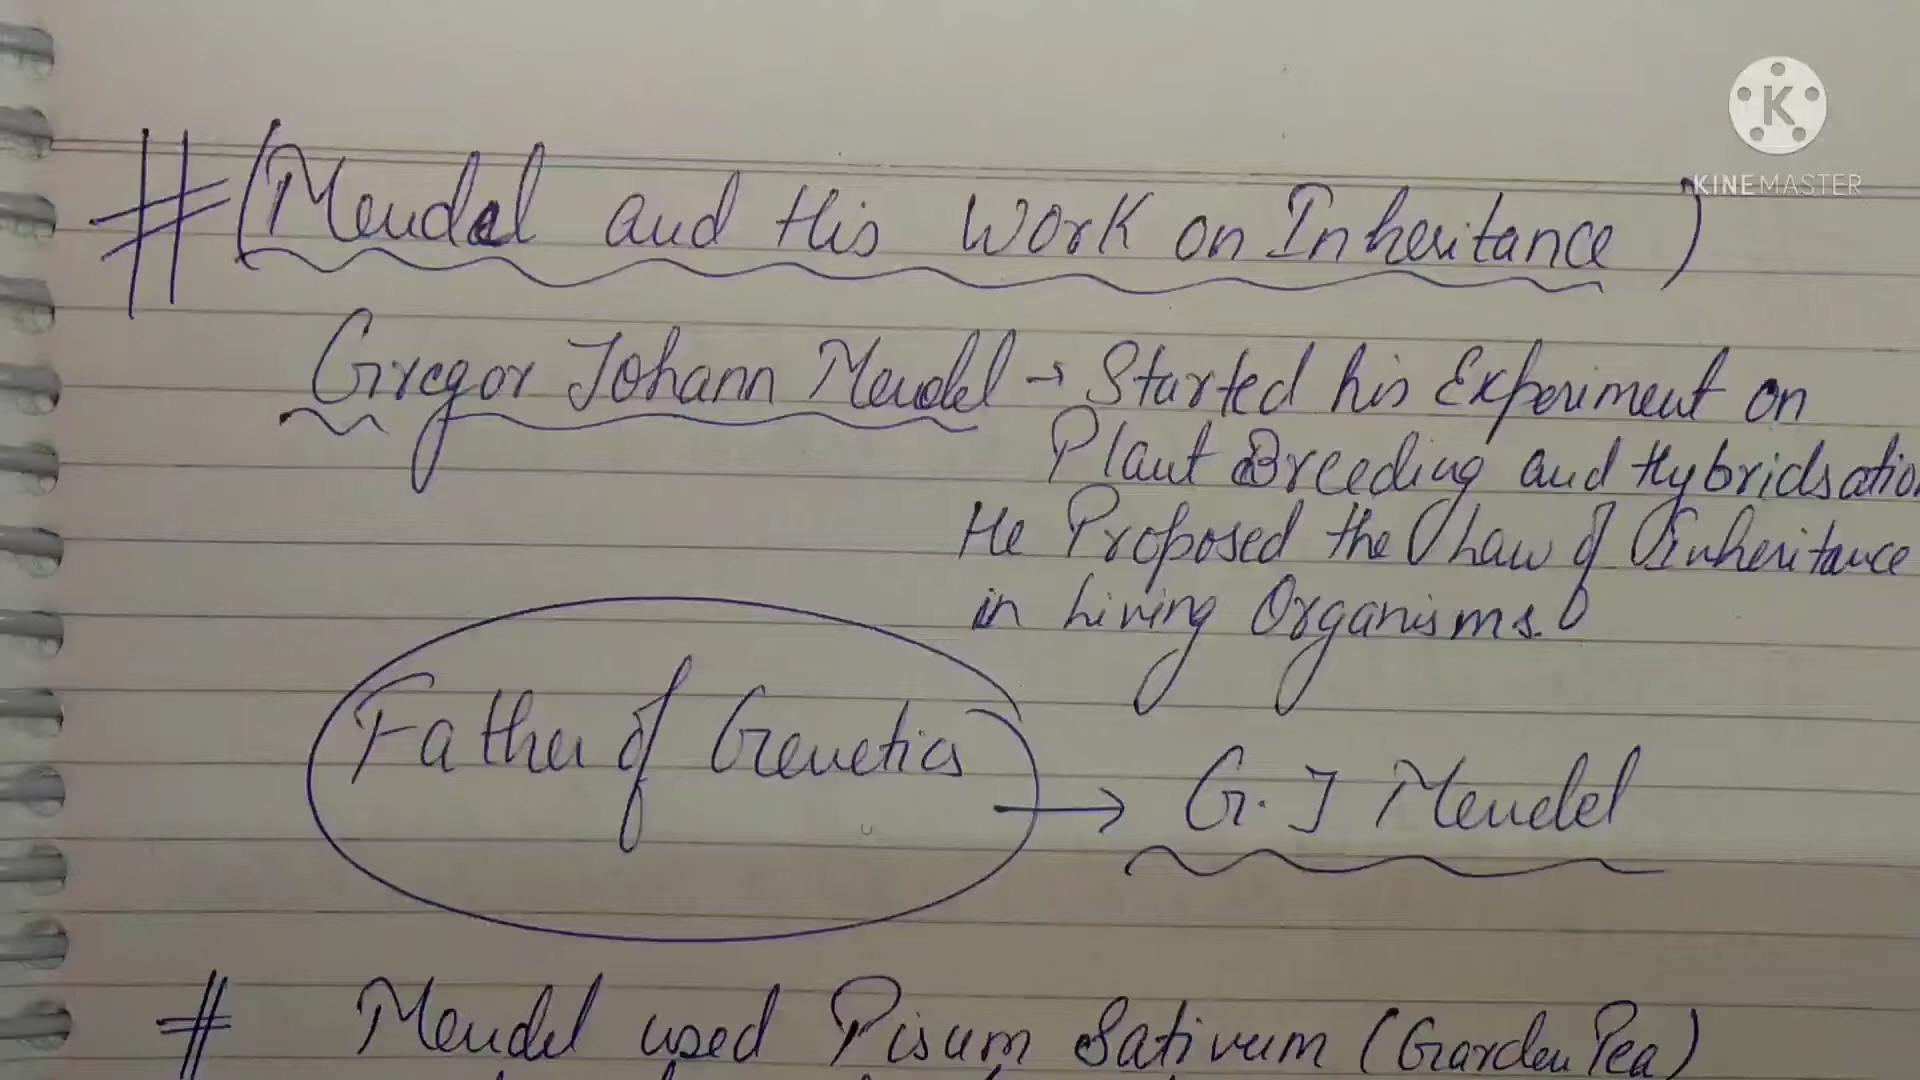 KINEMASTER
# (Mendel and His Work on Inheritance)
Gregor Johann Mendel → Started his Experiment on
Plant Breeding and Hybridsation
He Proposed the Law of Inheritance
in Living Organisms.
Father of Genetics → G. J Mendel
# Mendel used Pisum Sativum (Garden Pea)